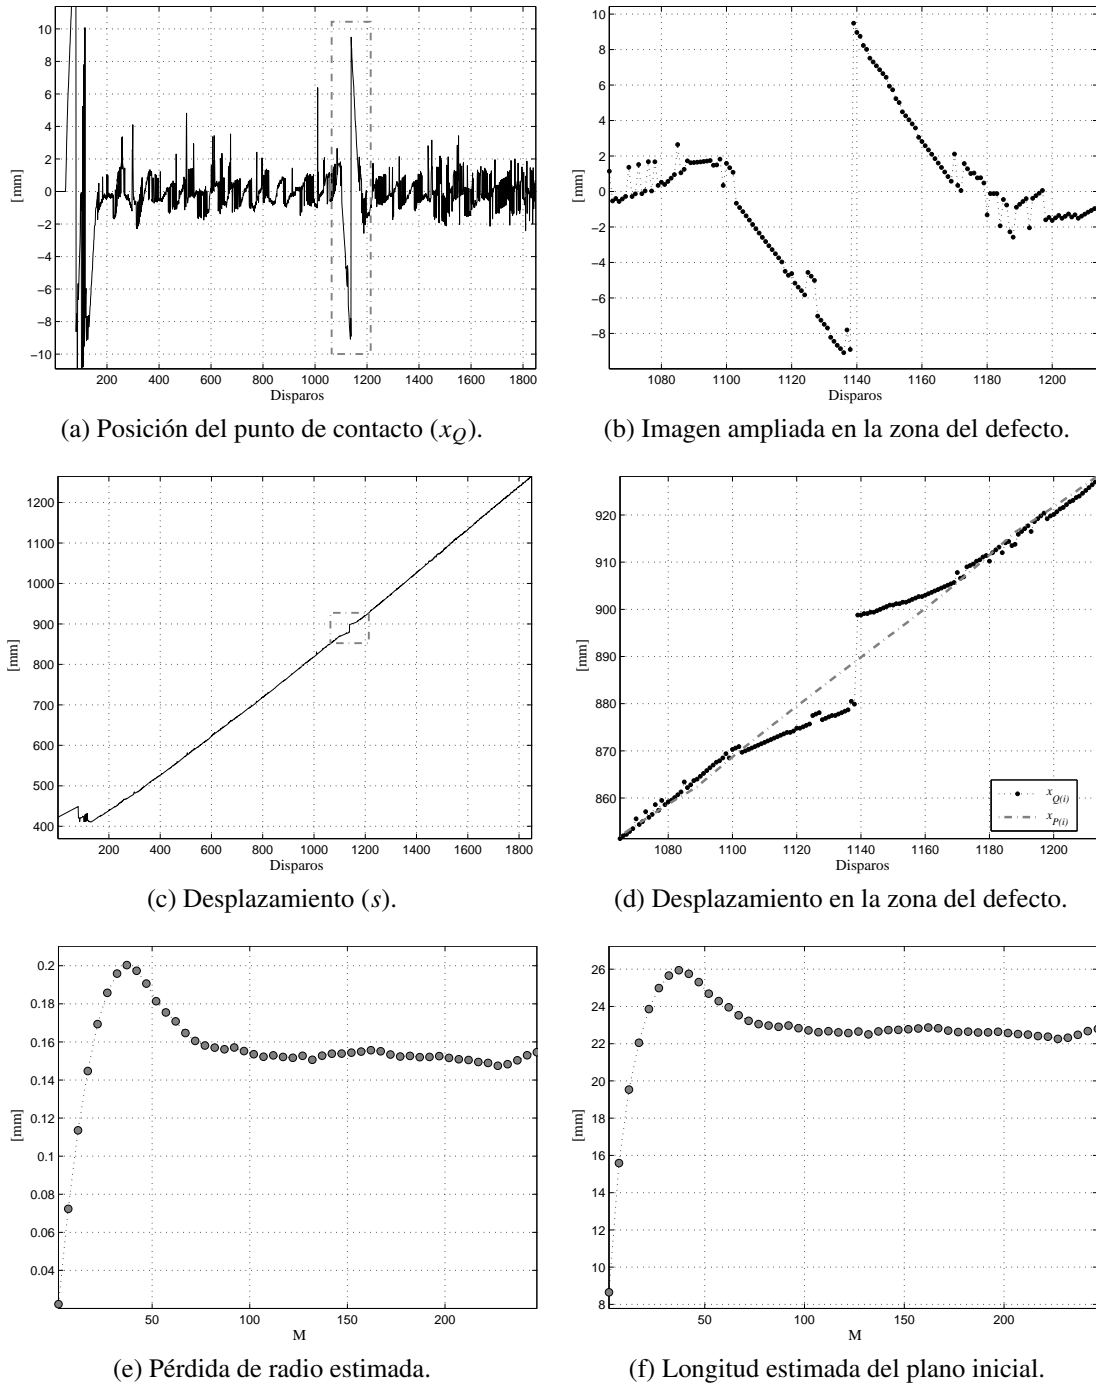 10
8
6
4
2
0
−2
−4
−6
−8
−10
[mm]
200 400 600 800 1000 1200 1400 1600 1800
Disparos
(a) Posición del punto de contacto (xQ).
10
8
6
4
2
0
−2
−4
−6
−8
[mm]
1080 1100 1120 1140 1160 1180 1200
Disparos
(b) Imagen ampliada en la zona del defecto.
1200
1100
1000
900
800
700
600
500
400
[mm]
200 400 600 800 1000 1200 1400 1600 1800
Disparos
(c) Desplazamiento (s).
920
910
900
890
880
870
860
[mm]
xQ(i)
xP(i)
1080 1100 1120 1140 1160 1180 1200
Disparos
(d) Desplazamiento en la zona del defecto.
0.2
0.18
0.16
0.14
0.12
0.1
0.08
0.06
0.04
[mm]
50 100 150 200
M
(e) Pérdida de radio estimada.
26
24
22
20
18
16
14
12
10
8
[mm]
50 100 150 200
M
(f) Longitud estimada del plano inicial.